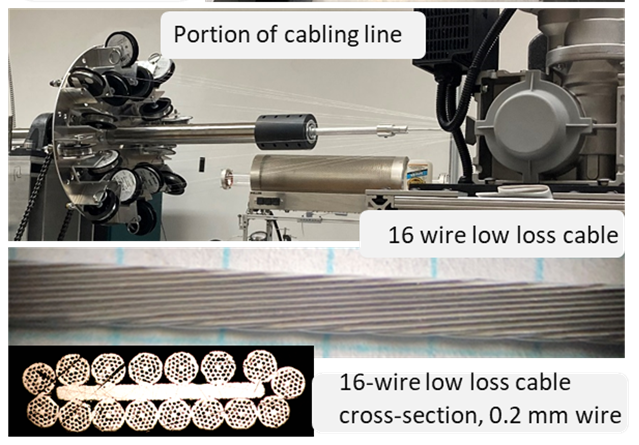 Portion of cabling line
16 wire low loss cable
16-wire low loss cable
cross-section, 0.2 mm wire